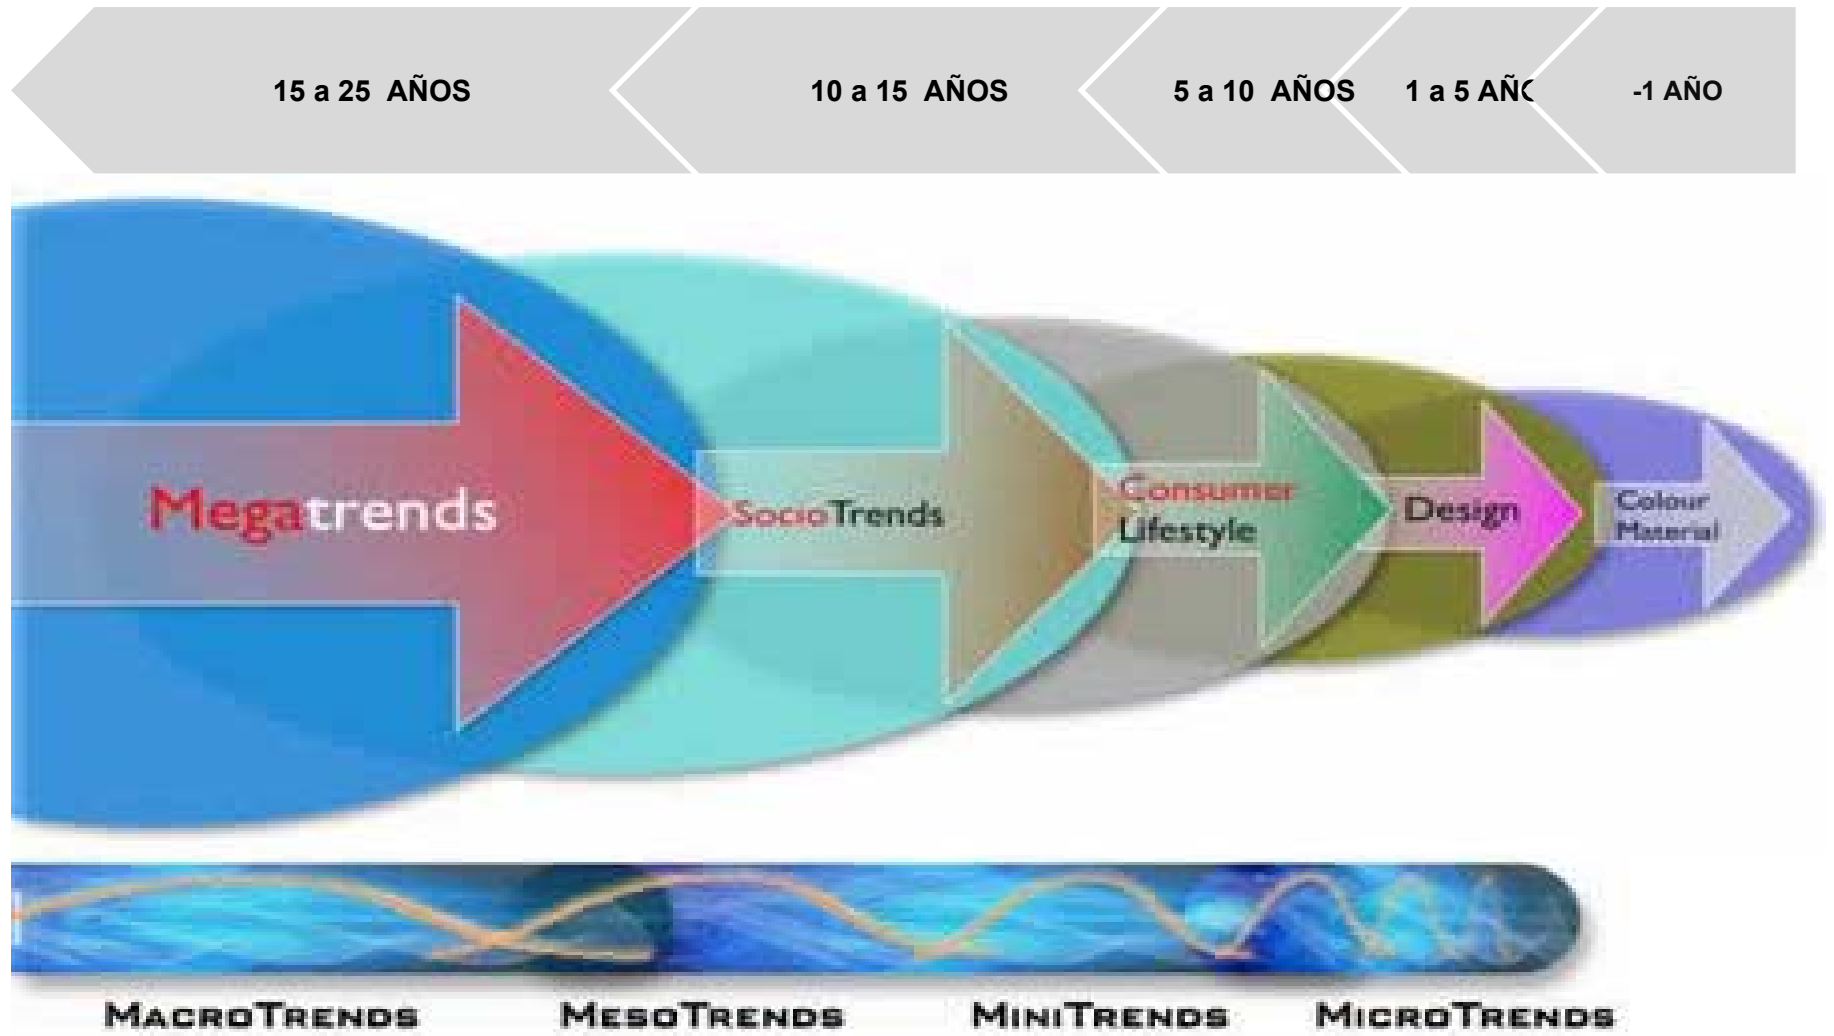 15 a 25 AÑOS
10 a 15 AÑOS
5 a 10 AÑOS
1 a 5 AÑO
-1 AÑO
Megatrends
SocioTrends
Consumer
Lifestyle
Design
Colour
Material
MACROTRENDS
MESOTRENDS
MINITRENDS
MICROTRENDS